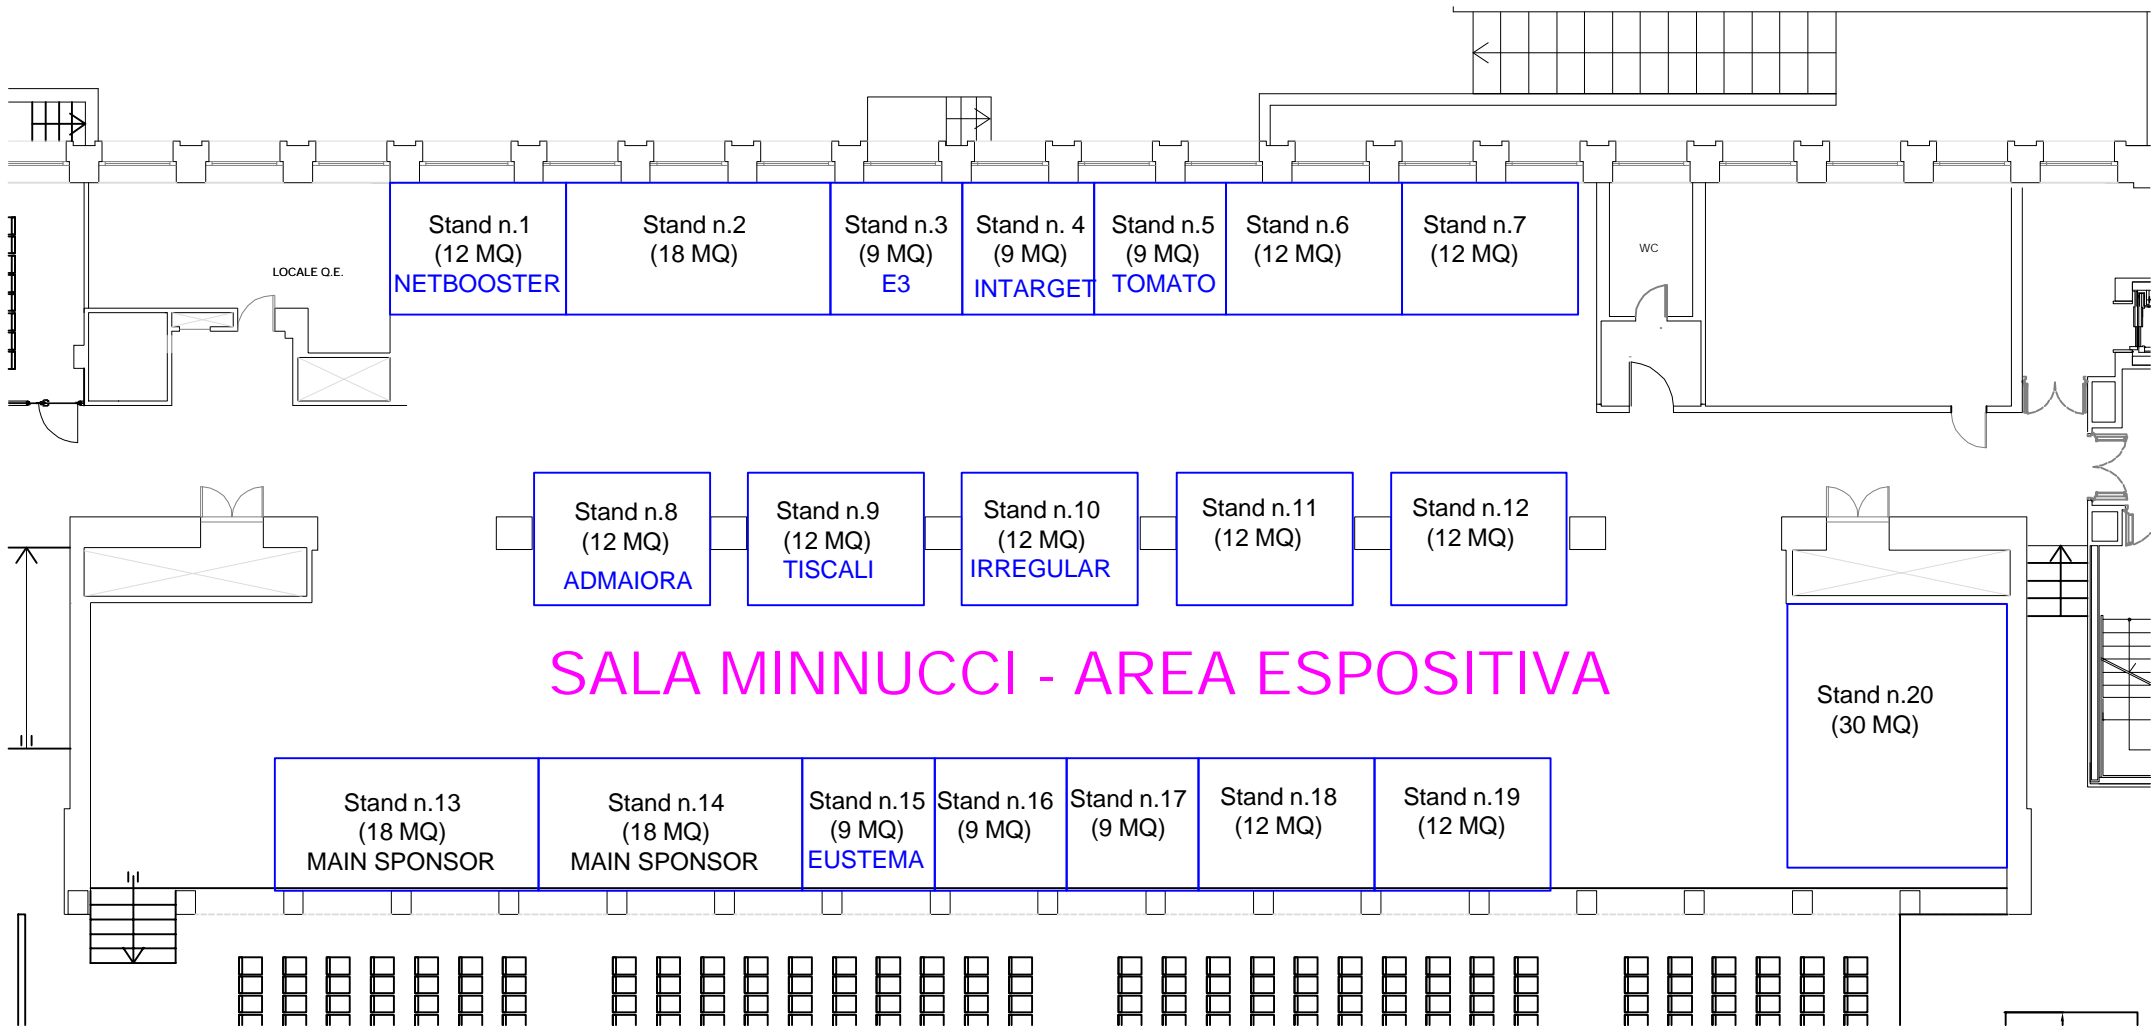 Stand n.1
(12 MQ)
NETBOOSTER
Stand n.2
(18 MQ)
Stand n.3
(9 MQ)
E3
Stand n. 4
(9 MQ)
INTARGET
Stand n.5
(9 MQ)
TOMATO
Stand n.6
(12 MQ)
Stand n.7
(12 MQ)
WC
LOCALE Q.E.
Stand n.8
(12 MQ)
ADMAIORA
Stand n.9
(12 MQ)
TISCALI
Stand n.10
(12 MQ)
IRREGULAR
Stand n.11
(12 MQ)
Stand n.12
(12 MQ)
SALA MINNUCCI - AREA ESPOSITIVA
Stand n.20
(30 MQ)
Stand n.13
(18 MQ)
MAIN SPONSOR
Stand n.14
(18 MQ)
MAIN SPONSOR
Stand n.15
(9 MQ)
EUSTEMA
Stand n.16
(9 MQ)
Stand n.17
(9 MQ)
Stand n.18
(12 MQ)
Stand n.19
(12 MQ)